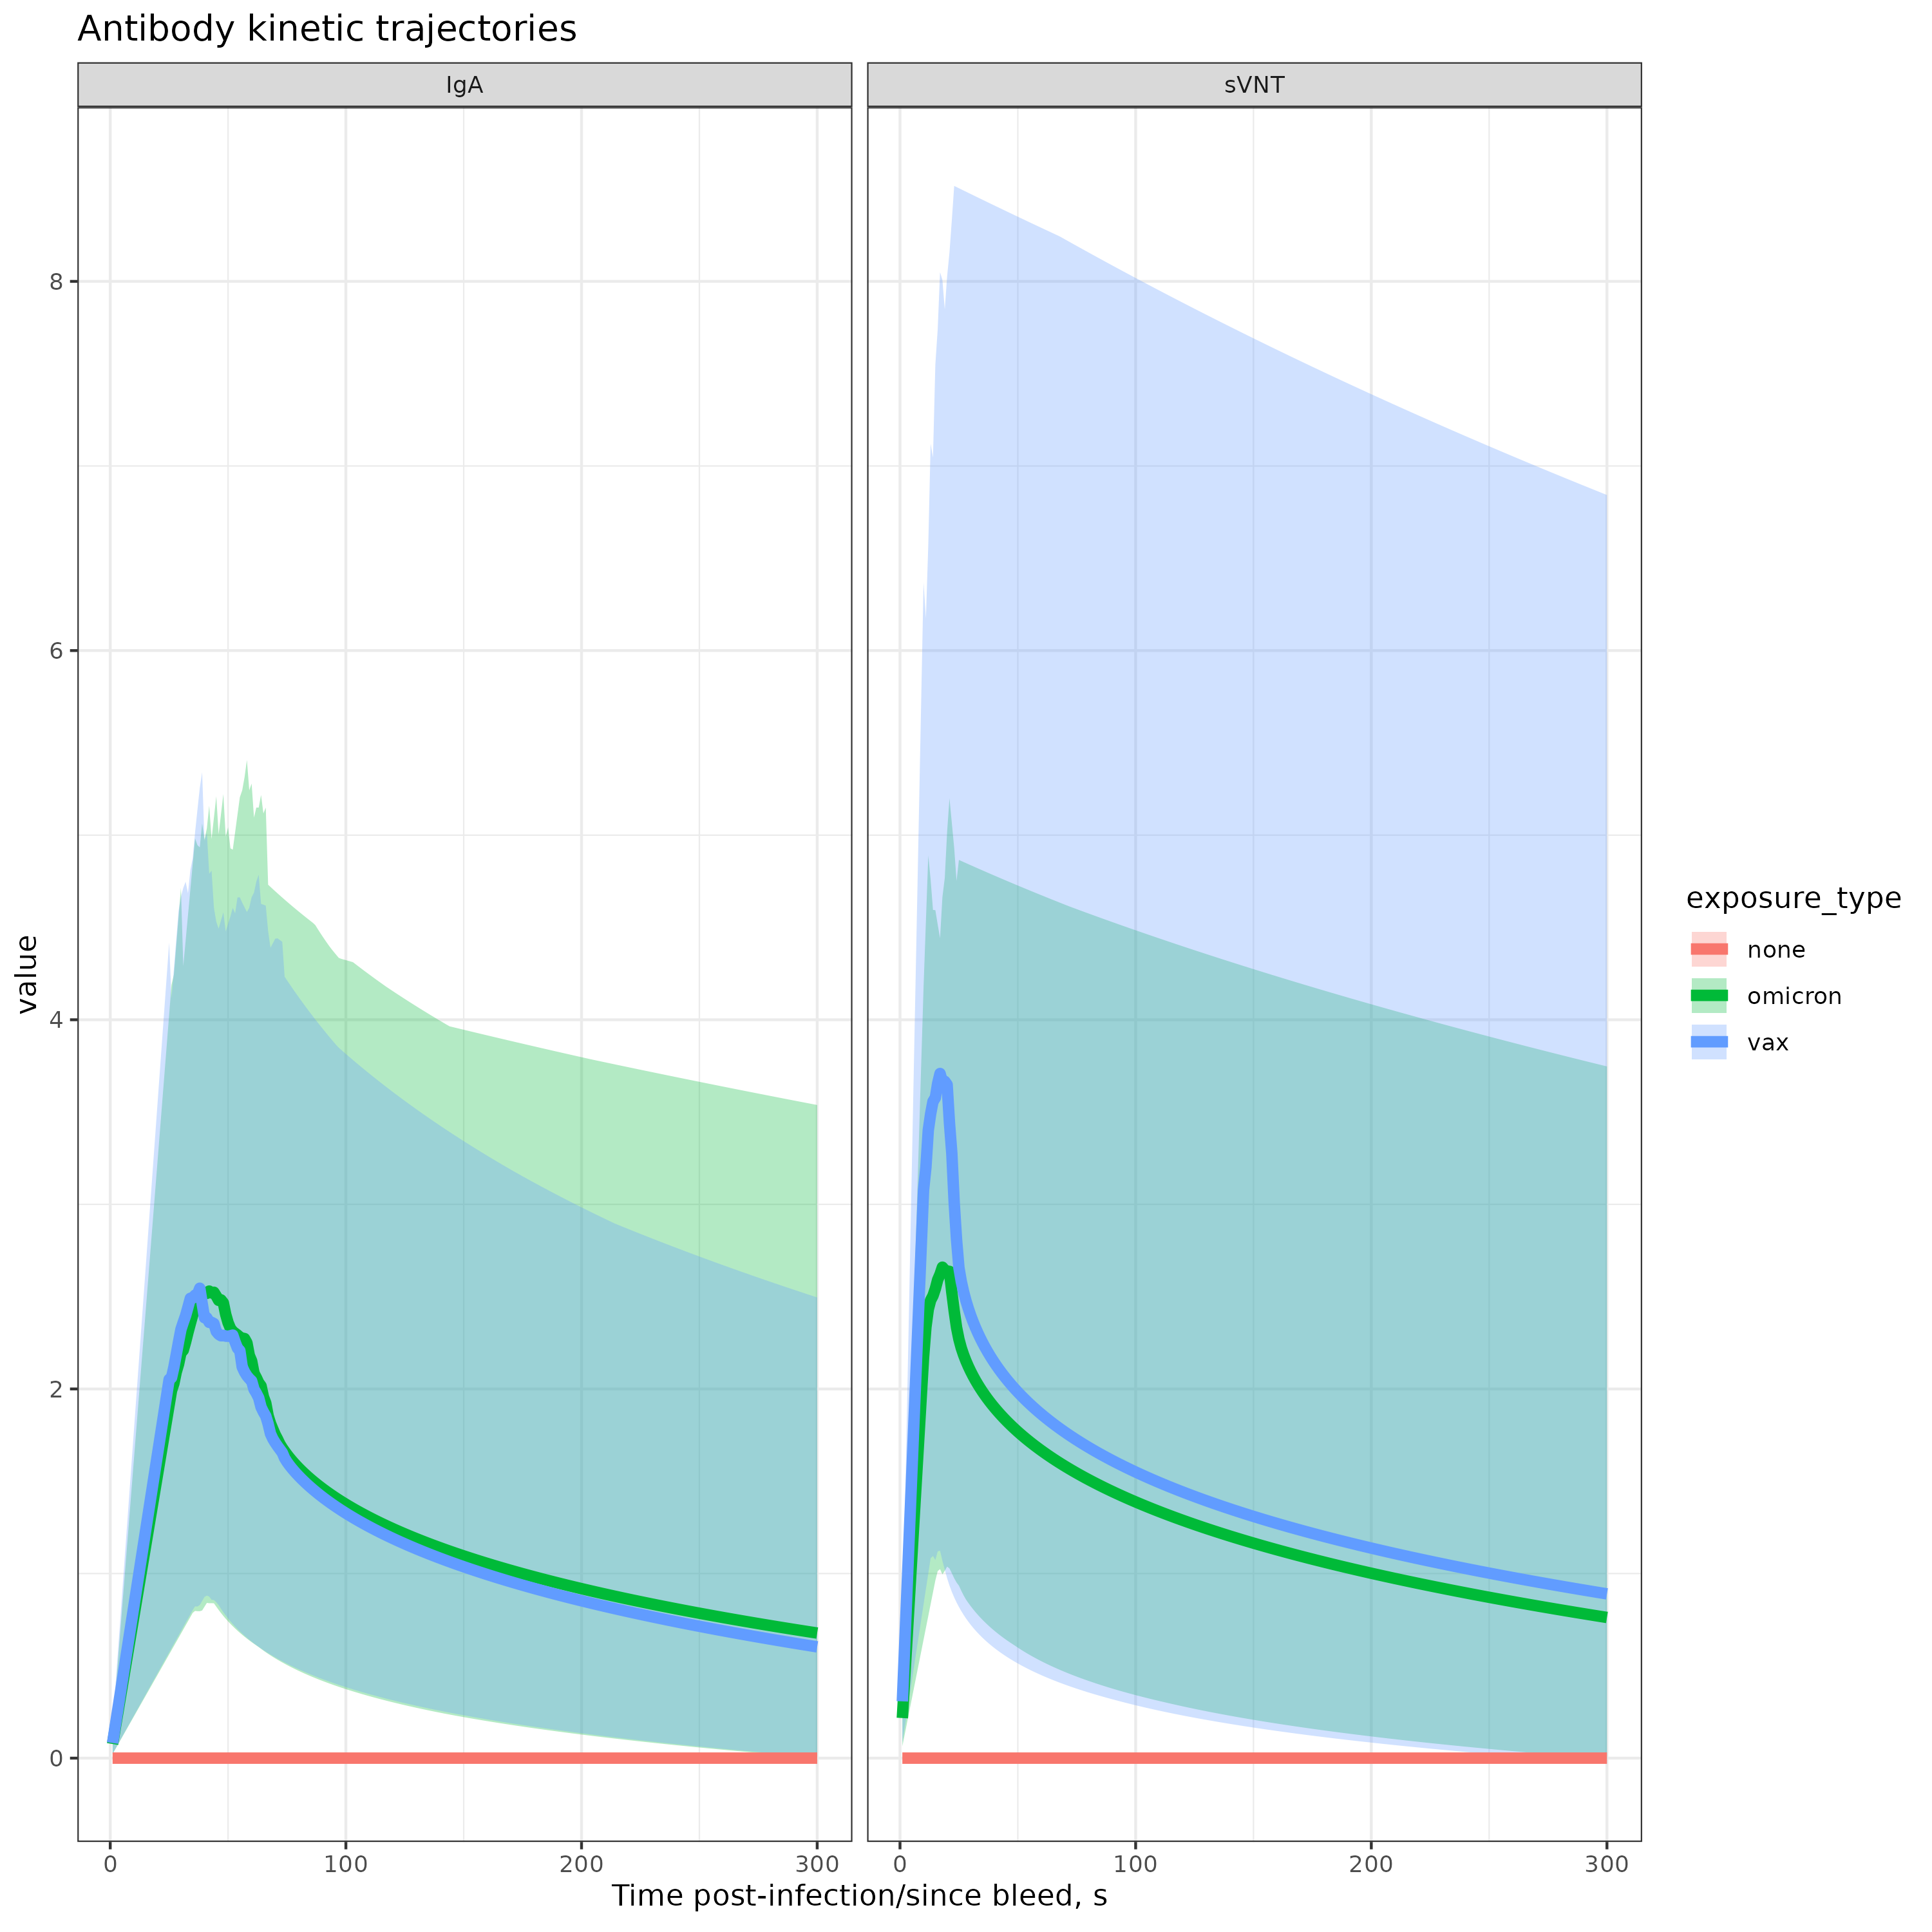 Antibody kinetic trajectories
IgA
sVNT
8
6
4
2
0
value
0
100
200
300
0
100
200
300
Time post-infection/since bleed, s
exposure_type
none
omicron
vax